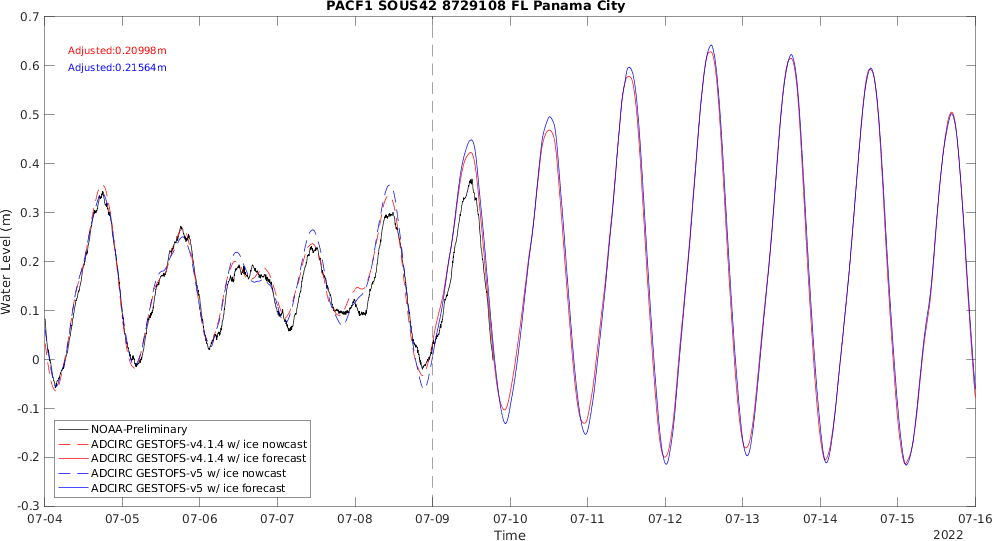 PACF1 SOUS42 8729108 FL Panama City
Adjusted:0.20998m
Adjusted:0.21564m
Water Level (m)
0.7
0.6
0.5
0.4
0.3
0.2
0.1
0
-0.1
-0.2
-0.3
NOAA-Preliminary
ADCIRC GESTOFS-v4.1.4 w/ ice nowcast
ADCIRC GESTOFS-v4.1.4 w/ ice forecast
ADCIRC GESTOFS-v5 w/ ice nowcast
ADCIRC GESTOFS-v5 w/ ice forecast
07-04 07-05 07-06 07-07 07-08 07-09 07-10 07-11 07-12 07-13 07-14 07-15 07-16
Time
2022